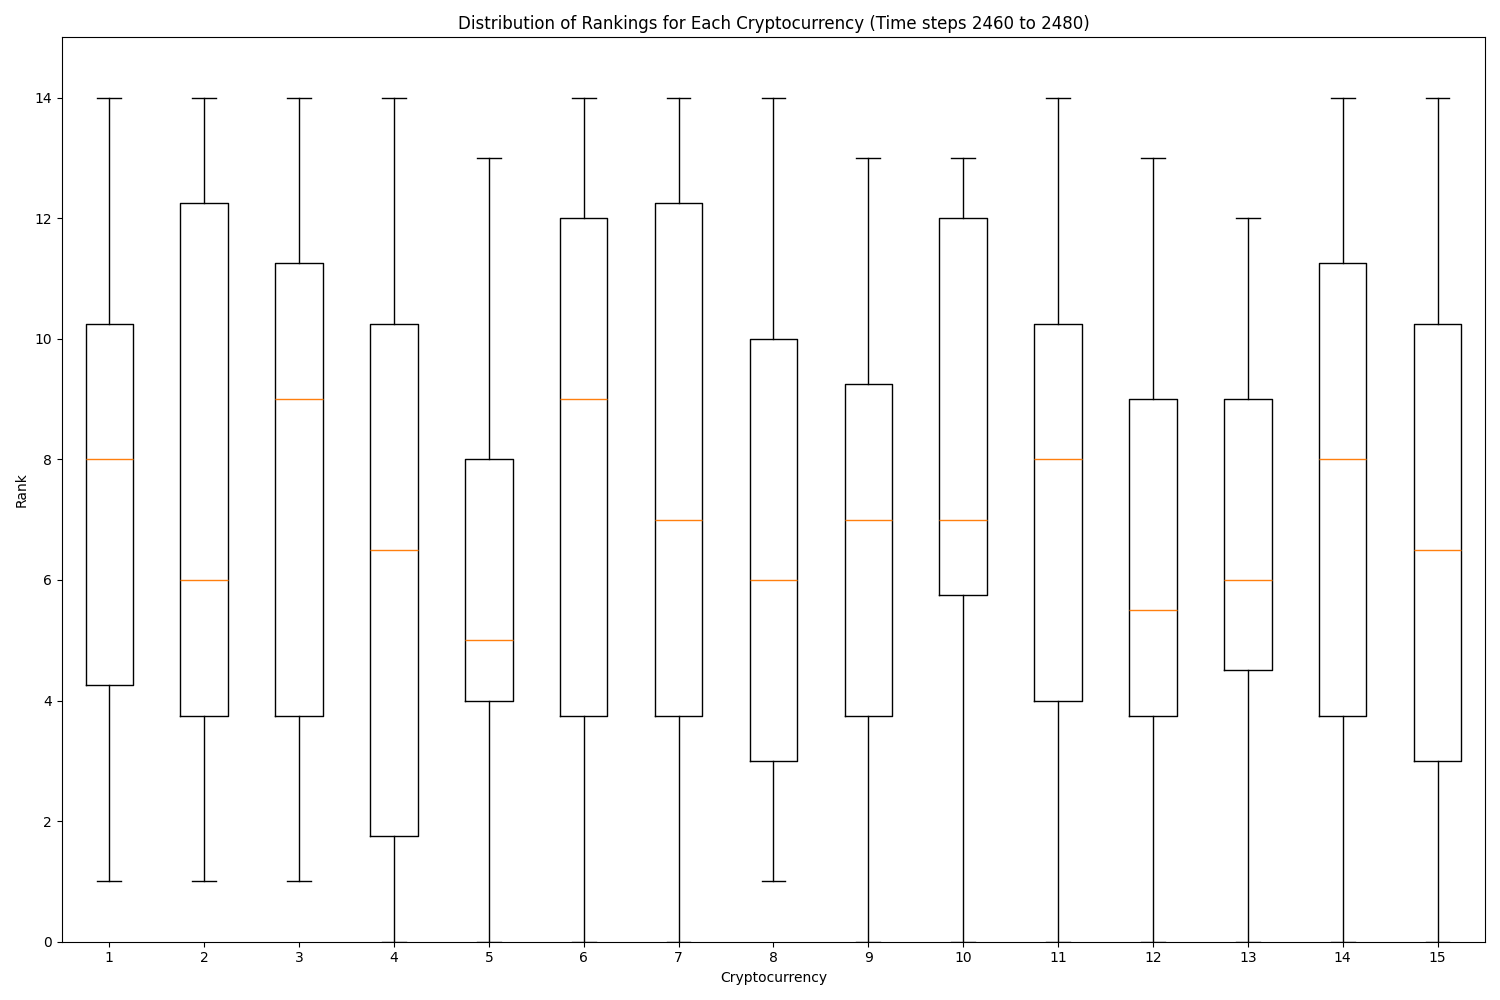 Distribution of Rankings for Each Cryptocurrency (Time steps 2460 to 2480)
14
12
10
8
6
4
2
0
Rank
1 2 3 4 5 6 7 8 9 10 11 12 13 14 15
Cryptocurrency